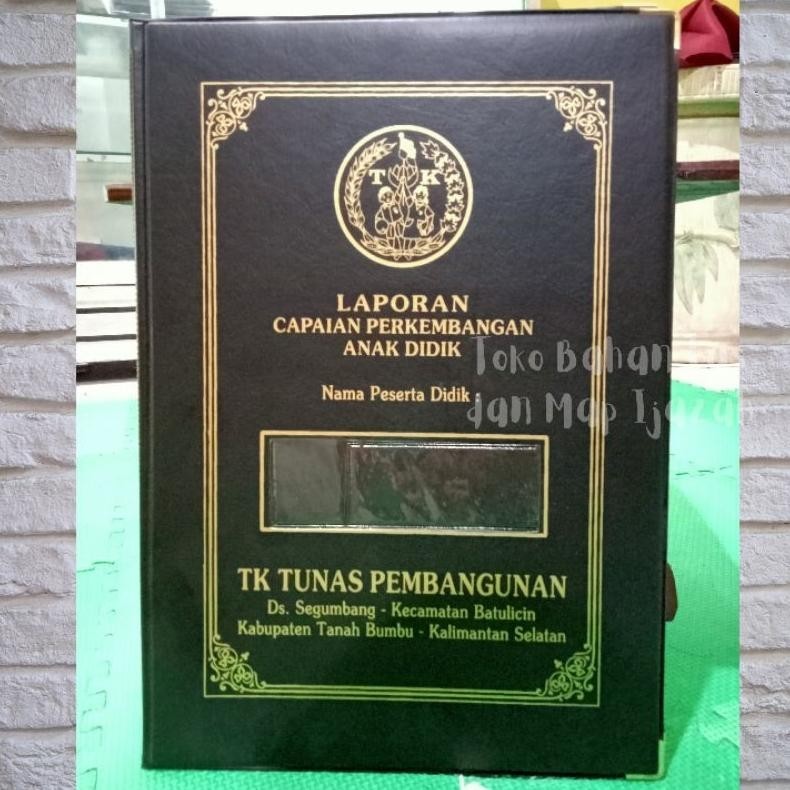 T K
LAPORAN
CAPAIAN PERKEMBANGAN
ANAK DIDIK
Nama Peserta Didik :
TK TUNAS PEMBANGUNAN
Ds. Segumbang - Kecamatan Batulicin
Kabupaten Tanah Bumbu - Kalimantan Selatan
Toko Bahan
dan Map Ijazah